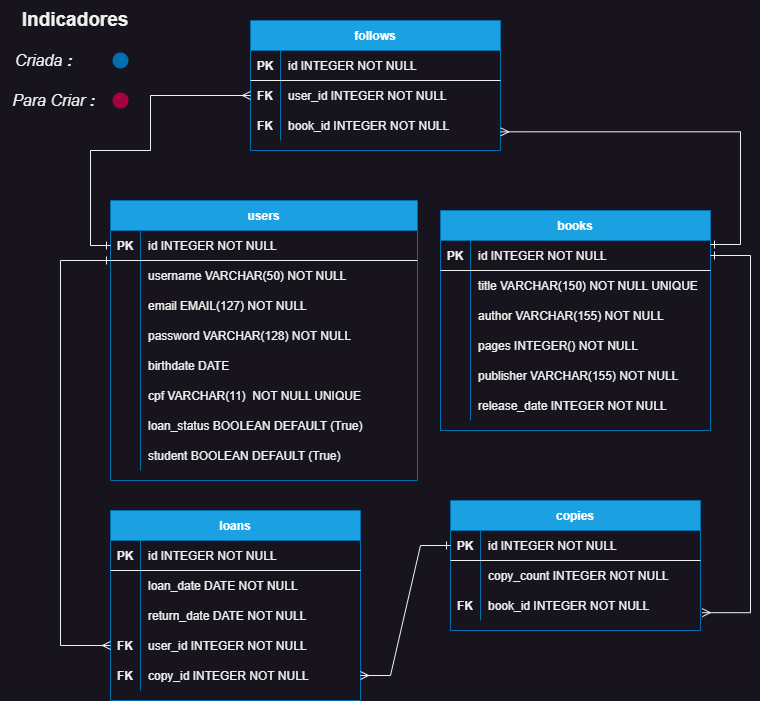 Indicadores
Criada :
Para Criar :
follows
PK id INTEGER NOT NULL
FK user_id INTEGER NOT NULL
FK book_id INTEGER NOT NULL
users
PK id INTEGER NOT NULL
username VARCHAR(50) NOT NULL
email EMAIL(127) NOT NULL
password VARCHAR(128) NOT NULL
birthdate DATE
cpf VARCHAR(11) NOT NULL UNIQUE
loan_status BOOLEAN DEFAULT (True)
student BOOLEAN DEFAULT (True)
books
PK id INTEGER NOT NULL
title VARCHAR(150) NOT NULL UNIQUE
author VARCHAR(155) NOT NULL
pages INTEGER() NOT NULL
publisher VARCHAR(155) NOT NULL
release_date INTEGER NOT NULL
loans
PK id INTEGER NOT NULL
loan_date DATE NOT NULL
return_date DATE NOT NULL
FK user_id INTEGER NOT NULL
FK copy_id INTEGER NOT NULL
copies
PK id INTEGER NOT NULL
copy_count INTEGER NOT NULL
FK book_id INTEGER NOT NULL